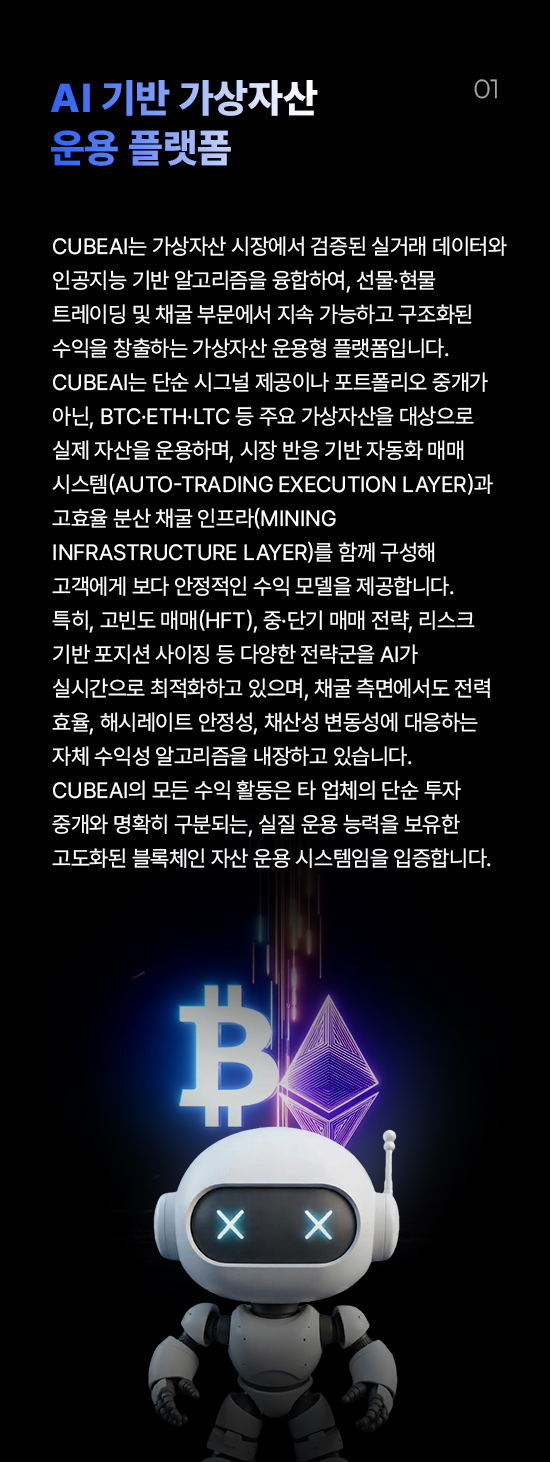 AI 기반 가상자산
운용 플랫폼
01
CUBEAI는 가상자산 시장에서 검증된 실거래 데이터와
인공지능 기반 알고리즘을 융합하여, 선물·현물
트레이딩 및 채굴 부문에서 지속 가능하고 구조화된
수익을 창출하는 가상자산 운용형 플랫폼입니다.
CUBEAI는 단순 시그널 제공이나 포트폴리오 중개가
아닌, BTC·ETH·LTC 등 주요 가상자산을 대상으로
실제 자산을 운용하며, 시장 반응 기반 자동화 매매
시스템(AUTO-TRADING EXECUTION LAYER)과
고효율 분산 채굴 인프라(MINING
INFRASTRUCTURE LAYER)를 함께 구성해
고객에게 보다 안정적인 수익 모델을 제공합니다.
특히, 고빈도 매매(HFT), 중·단기 매매 전략, 리스크
기반 포지션 사이징 등 다양한 전략군을 AI가
실시간으로 최적화하고 있으며, 채굴 측면에서도 전력
효율, 해시레이트 안정성, 채산성 변동성에 대응하는
자체 수익성 알고리즘을 내장하고 있습니다.
CUBEAI의 모든 수익 활동은 타 업체의 단순 투자
중개와 명확히 구분되는, 실질 운용 능력을 보유한
고도화된 블록체인 자산 운용 시스템임을 입증합니다.